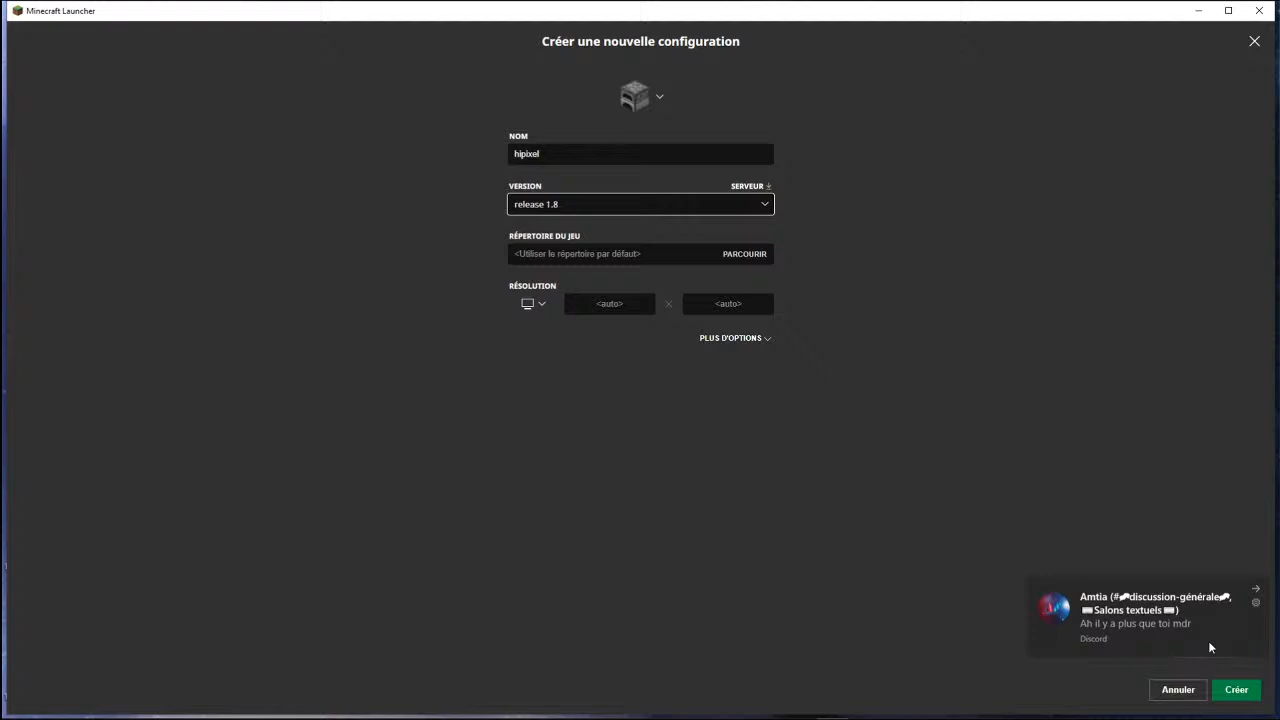 Minecraft Launcher
Créer une nouvelle configuration
NOM
hipixel
VERSION
SERVEUR
release 1.8
RÉPERTOIRE DU JEU
<Utiliser le répertoire par défaut>
PARCOURIR
RÉSOLUTION
<auto>
<auto>
PLUS D'OPTIONS
Amtia (#discussion-générale,
Salons textuels)
Ah il y a plus que toi mdr
Discord
Annuler
Créer